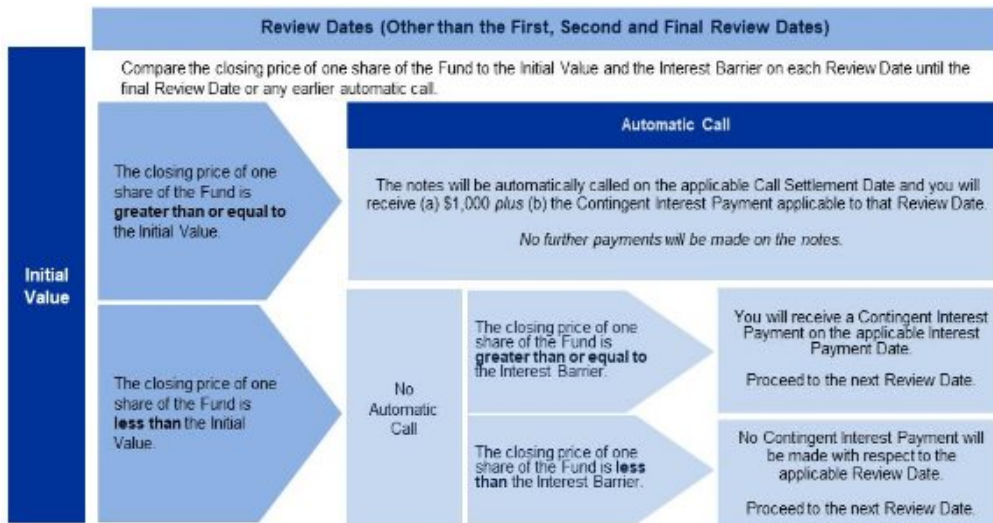 Review Dates (Other than the First, Second and Final Review Dates)
Compare the closing price of one share of the Fund to the Initial Value and the Interest Barrier on each Review Date until the
final Review Date or any earlier automatic call.
Initial
Value
The closing price of one
share of the Fund is
greater than or equal to
the Initial Value.
Automatic Call
The notes will be automatically called on the applicable Call Settlement Date and you will
receive (a) $1,000 plus (b) the Contingent Interest Payment applicable to that Review Date.
No further payments will be made on the notes.
The closing price of one
share of the Fund is
less than the Initial
Value.
No
Automatic
Call
The closing price of one
share of the Fund is
greater than or equal to
the Interest Barrier.
You will receive a Contingent Interest
Payment on the applicable Interest
Payment Date.
Proceed to the next Review Date.
The closing price of one
share of the Fund is less
than the Interest Barrier.
No Contingent Interest Payment will
be made with respect to the
applicable Review Date.
Proceed to the next Review Date.